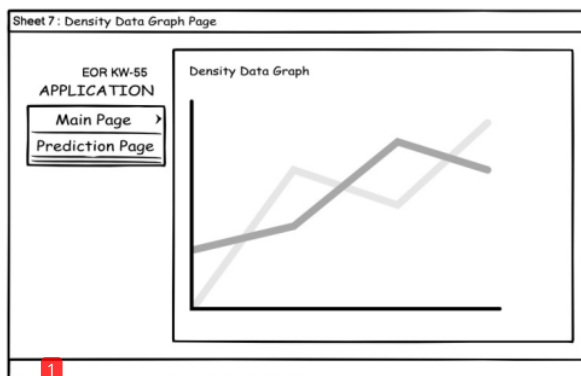 Sheet 7 : Density Data Graph Page
EOR KW-55
APPLICATION
Main Page >
Prediction Page
Density Data Graph
1